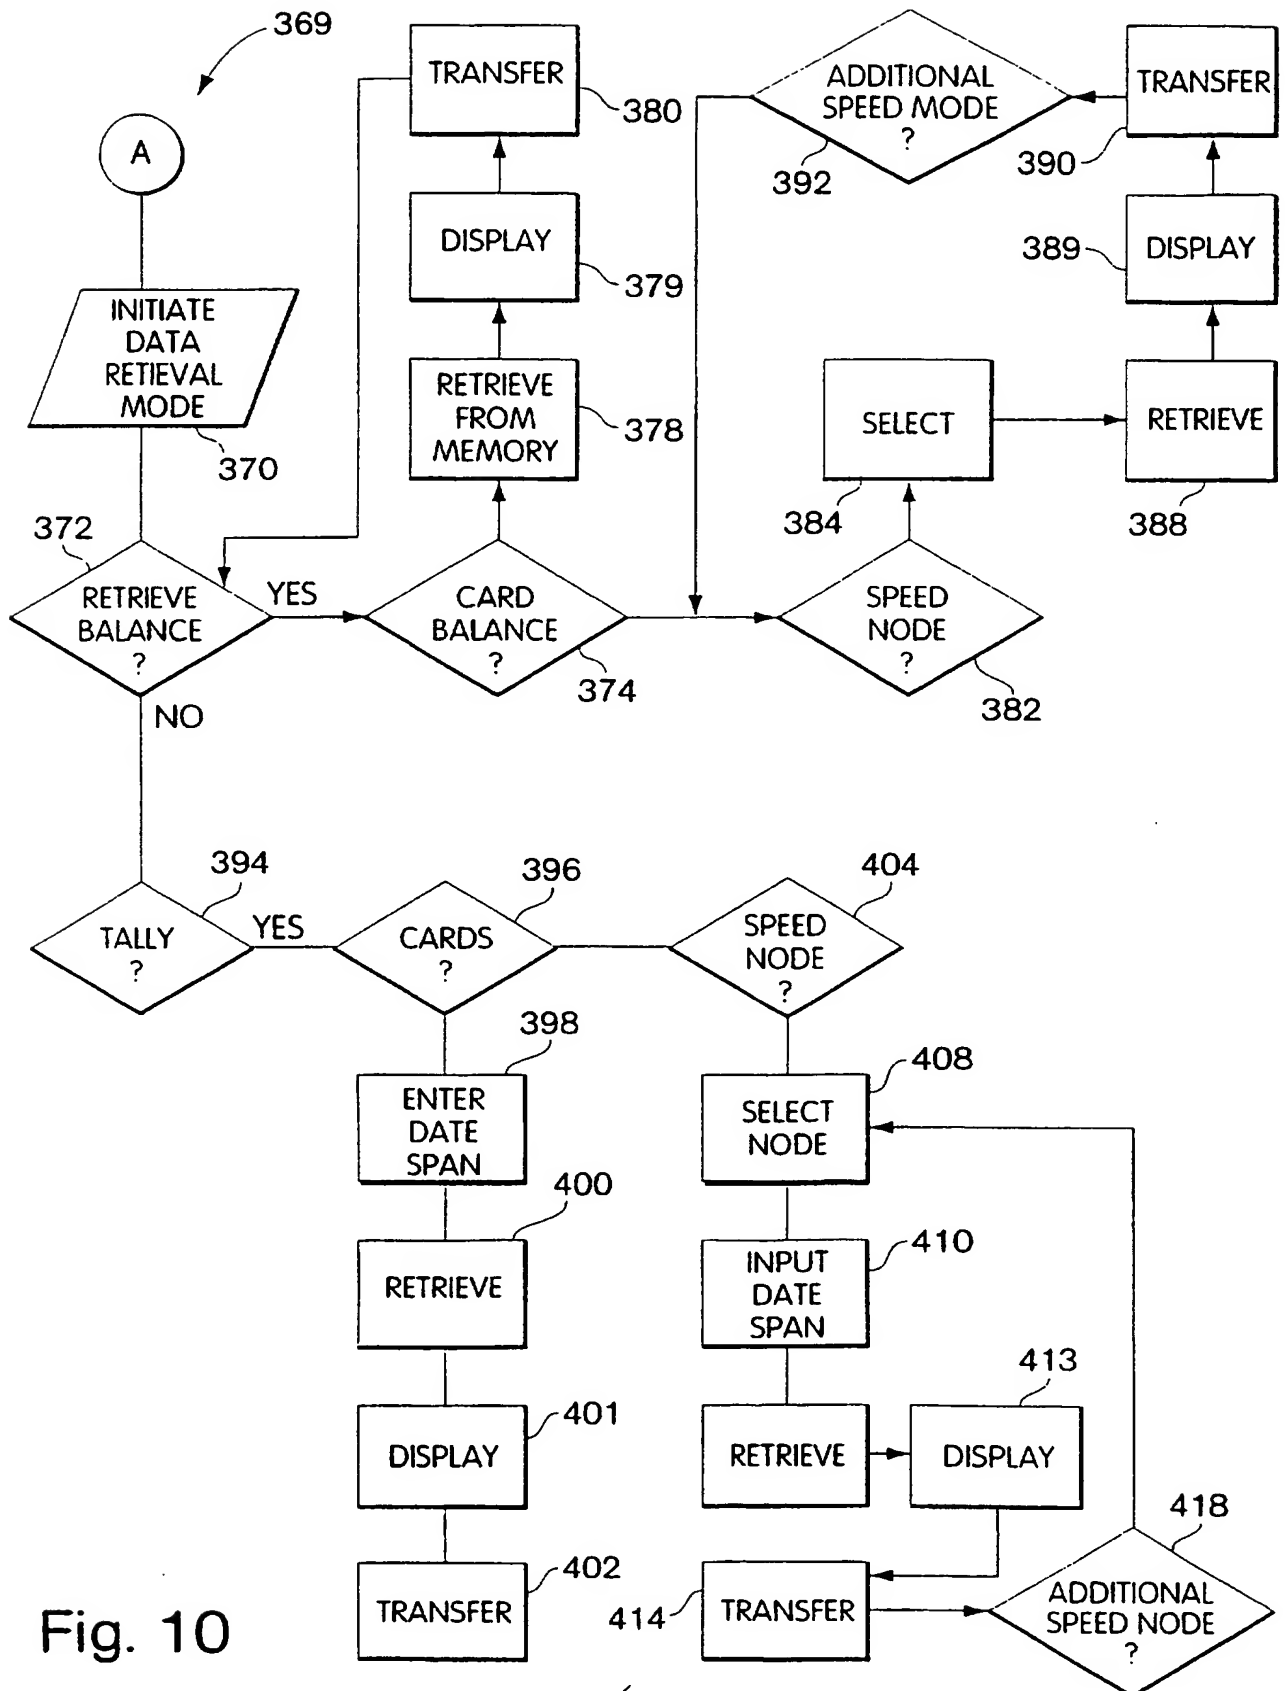 369
A
INITIATE
DATA
RETIEVAL
MODE
370
372
RETRIEVE
BALANCE
?
YES
NO
CARD
BALANCE
?
374
RETRIEVE
FROM
MEMORY
378
DISPLAY
379
TRANSFER
380
SPEED
NODE
?
382
SELECT
384
RETRIEVE
388
DISPLAY
389
TRANSFER
390
ADDITIONAL
SPEED MODE
?
392
TALLY
?
394
YES
CARDS
?
396
ENTER
DATE
SPAN
398
RETRIEVE
400
DISPLAY
401
TRANSFER
402
SPEED
NODE
?
404
SELECT
NODE
408
INPUT
DATE
SPAN
410
RETRIEVE
DISPLAY
413
TRANSFER
414
ADDITIONAL
SPEED NODE
?
418
Fig. 10